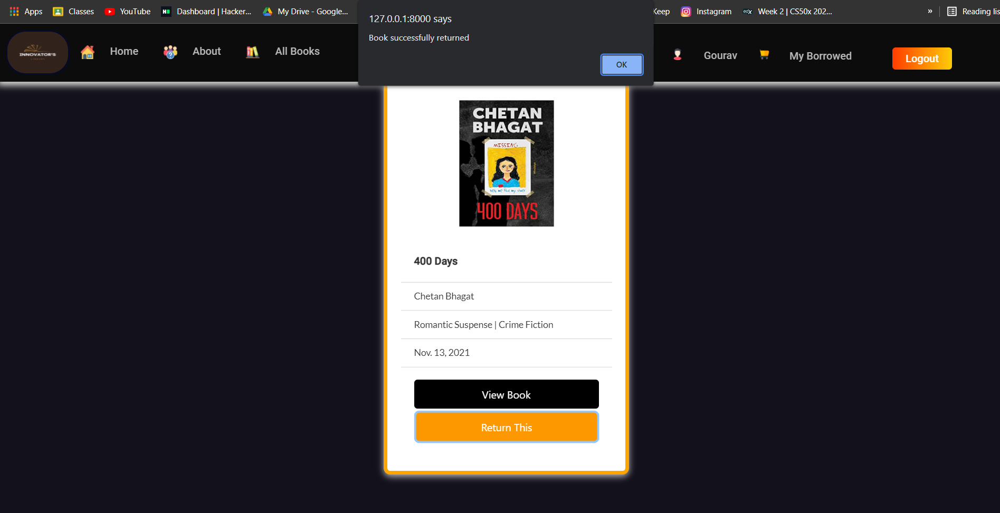 Apps Classes YouTube Dashboard | Hacker... My Drive - Google... Keep Instagram edX Week 2 | CS50x 202... » Reading lis
127.0.0.1:8000 says
Book successfully returned
OK
INNOVATOR'S
LIBRARY
Home About All Books Gourav My Borrowed Logout
CHETAN
BHAGAT
MISSING
400 DAYS
400 Days
Chetan Bhagat
Romantic Suspense | Crime Fiction
Nov. 13, 2021
View Book
Return This